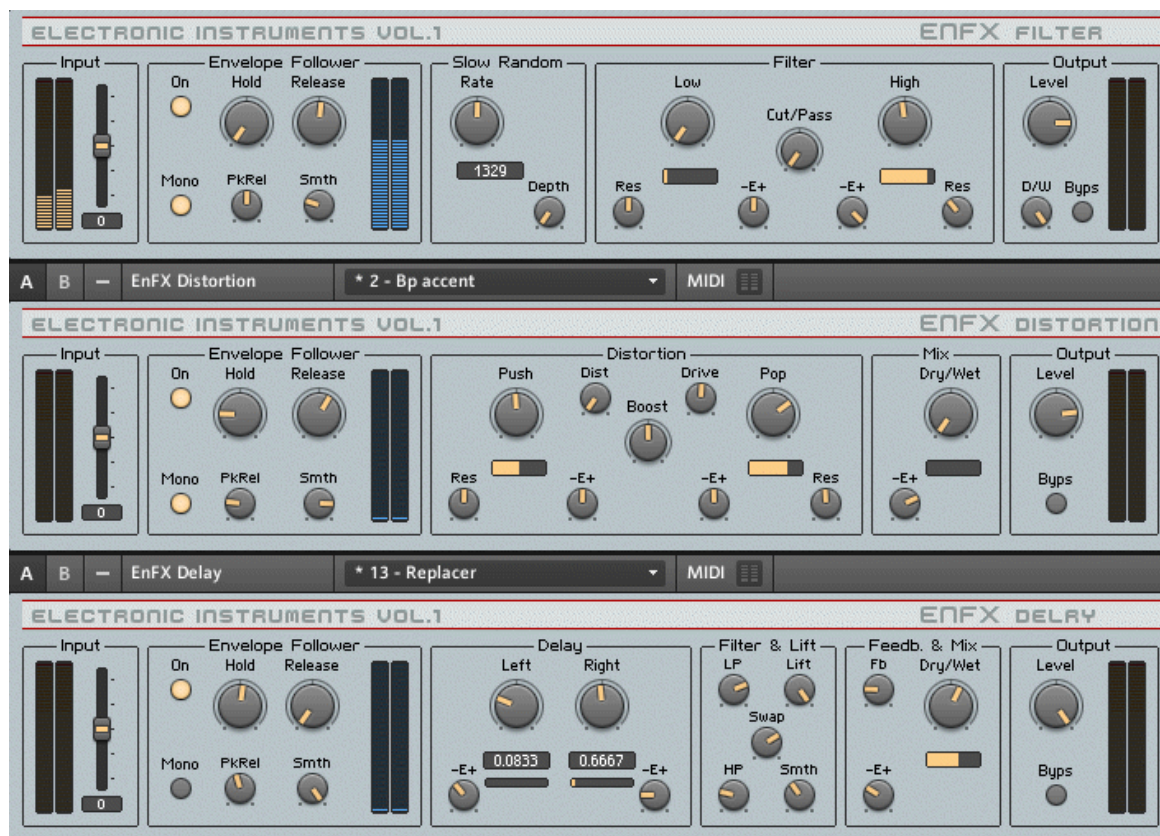 ELECTRONIC INSTRUMENTS VOL.1 ENFX FILTER
Input Envelope Follower Slow Random Filter Output
On Hold Release Rate Low High Level
Cut/Pass
1329
Mono PkRel Smth Depth Res -E+ -E+ Res D/W Byps
0
A B – EnFX Distortion * 2 - Bp accent MIDI
ELECTRONIC INSTRUMENTS VOL.1 ENFX DISTORTION
Input Envelope Follower Distortion Mix Output
On Hold Release Push Dist Drive Pop Dry/Wet Level
Boost
Mono PkRel Smth Res -E+ -E+ Res -E+ Byps
0
A B – EnFX Delay * 13 - Replacer MIDI
ELECTRONIC INSTRUMENTS VOL.1 ENFX DELAY
Input Envelope Follower Delay Filter & Lift Feedb. & Mix Output
On Hold Release Left Right LP Lift Fb Dry/Wet Level
Swap
Mono PkRel Smth -E+ 0.0833 0.6667 -E+ HP Smth -E+ Byps
0